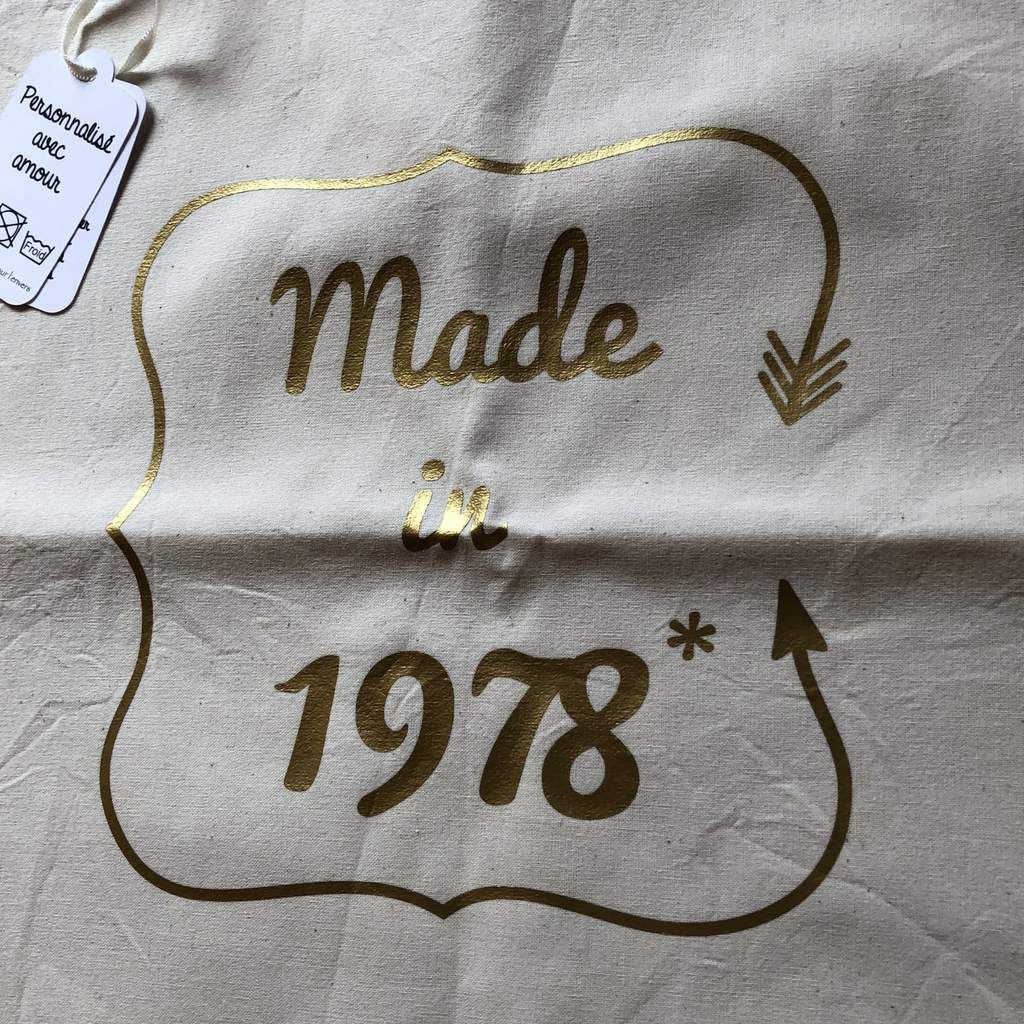 Personnalisé
avec
amour
Froid
Made
in
1978*